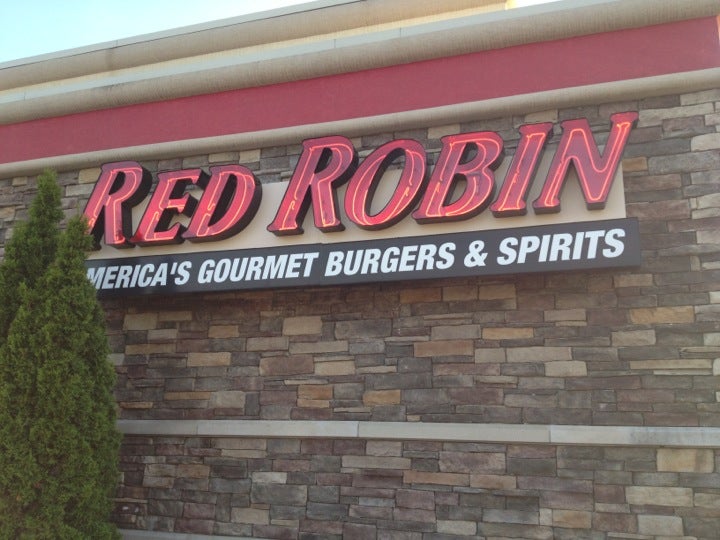 RED ROBIN
MERICA'S GOURMET BURGERS & SPIRITS